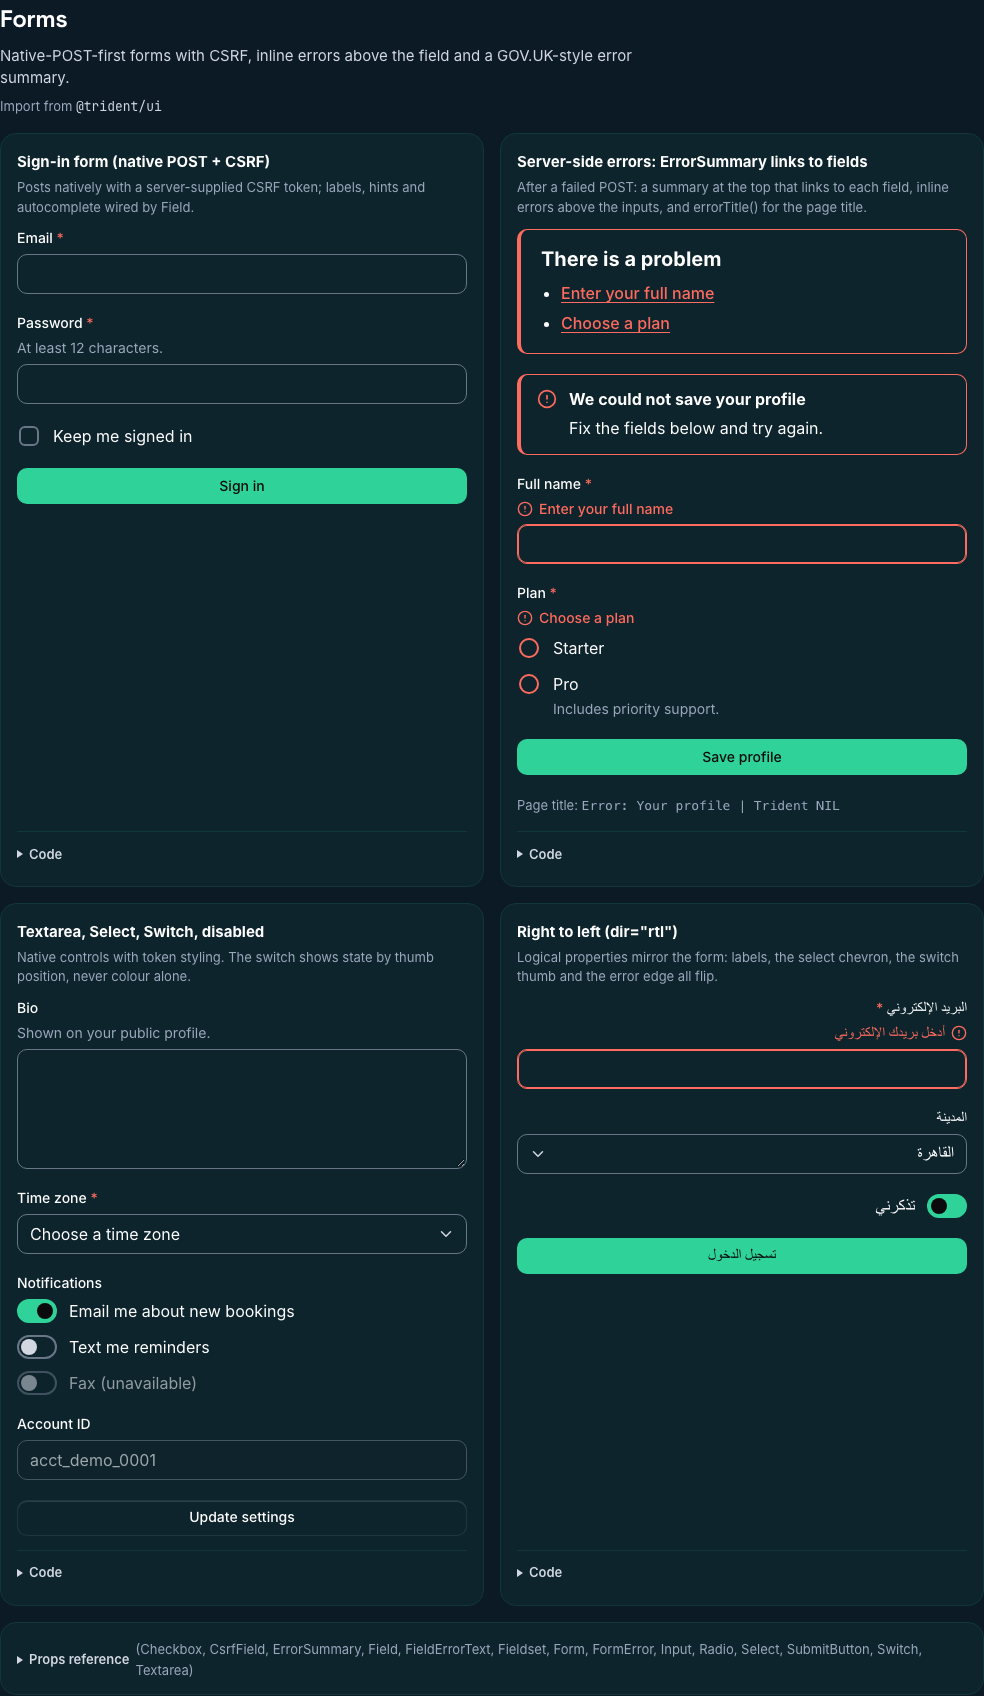 Forms
Native-POST-first forms with CSRF, inline errors above the field and a GOV.UK-style error
summary.
Import from @trident/ui
Sign-in form (native POST + CSRF)
Posts natively with a server-supplied CSRF token; labels, hints and
autocomplete wired by Field.
Email *
Password *
At least 12 characters.
Keep me signed in
Sign in
Code
Server-side errors: ErrorSummary links to fields
After a failed POST: a summary at the top that links to each field, inline
errors above the inputs, and errorTitle() for the page title.
There is a problem
Enter your full name
Choose a plan
We could not save your profile
Fix the fields below and try again.
Full name *
Enter your full name
Plan *
Choose a plan
Starter
Pro
Includes priority support.
Save profile
Page title: Error: Your profile | Trident NIL
Code
Textarea, Select, Switch, disabled
Native controls with token styling. The switch shows state by thumb
position, never colour alone.
Bio
Shown on your public profile.
Time zone *
Choose a time zone
Notifications
Email me about new bookings
Text me reminders
Fax (unavailable)
Account ID
acct_demo_0001
Update settings
Code
Right to left (dir="rtl")
Logical properties mirror the form: labels, the select chevron, the switch
thumb and the error edge all flip.
البريد الإلكتروني *
أدخل بريدك الإلكتروني
المدينة
القاهرة
تذكرني
تسجيل الدخول
Code
Props reference (Checkbox, CsrfField, ErrorSummary, Field, FieldErrorText, Fieldset, Form, FormError, Input, Radio, Select, SubmitButton, Switch,
Textarea)